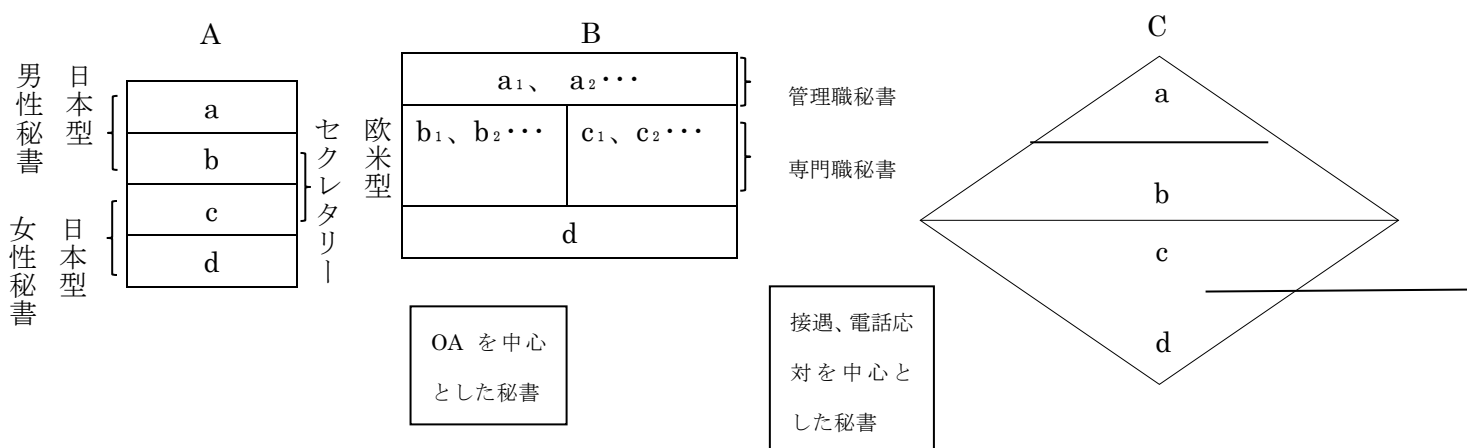 A
男性秘書
日本型
a
b
c
d
女性秘書
日本型
欧米型
セクレタリー
B
a₁、 a₂・・・
b₁、b₂・・・
c₁、c₂・・・
d
管理職秘書
専門職秘書
OA を中心
とした秘書
接遇、電話応
対を中心と
した秘書
C
a
b
c
d